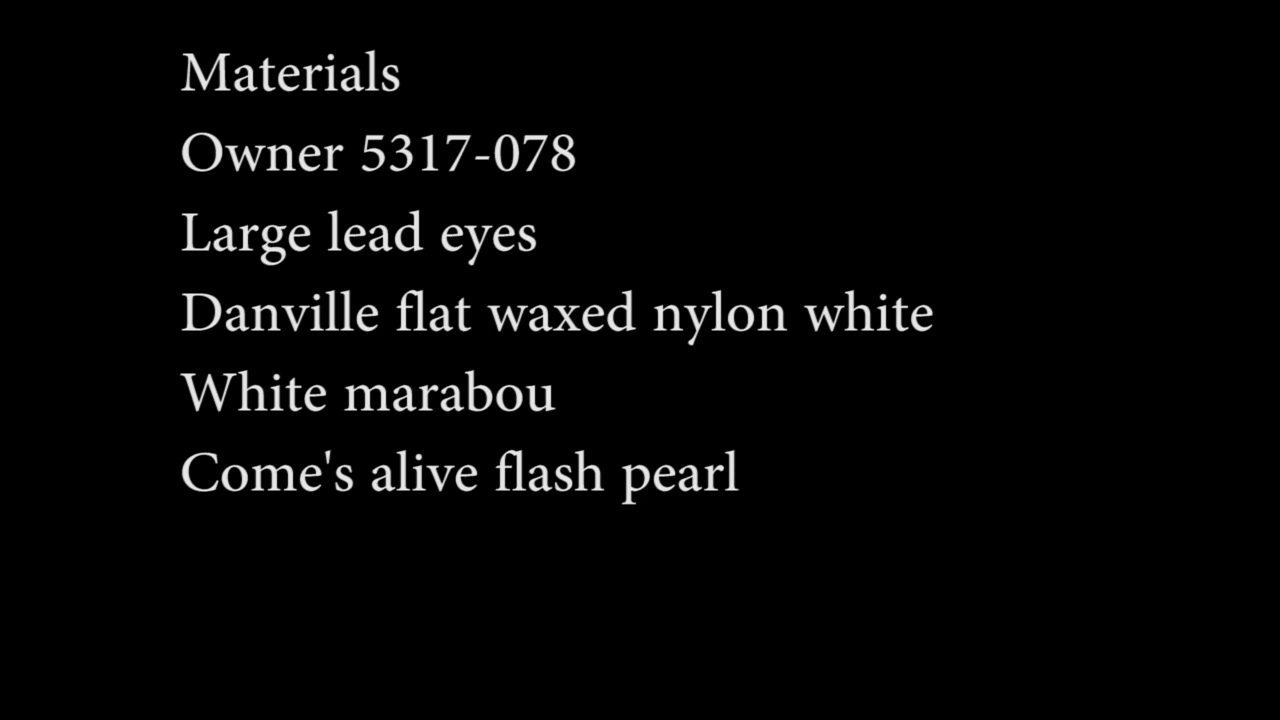 Materials
Owner 5317-078
Large lead eyes
Danville flat waxed nylon white
White marabou
Come's alive flash pearl